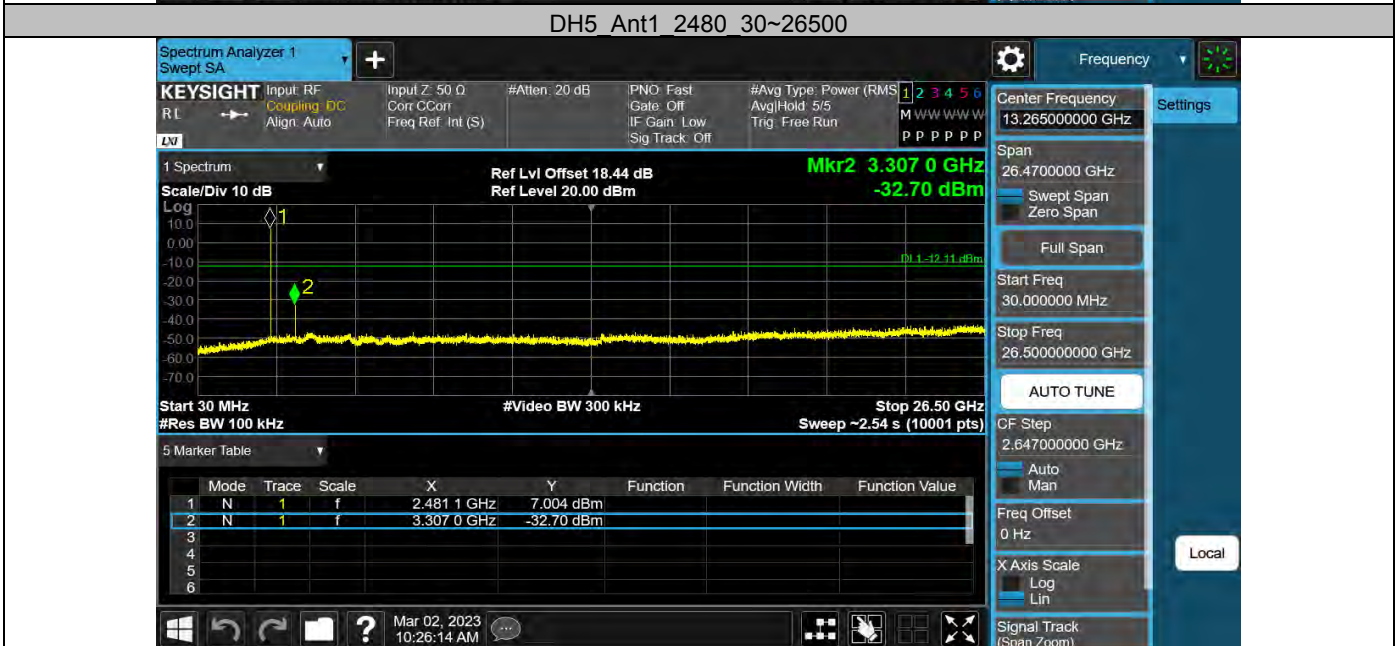 DH5_Ant1_2480_30~26500
Spectrum Analyzer 1
Swept SA
Frequency
KEYSIGHT
RL
LXI
Input: RF
Coupling: DC
Align: Auto
Input Z: 50 Ω
Corr CCorr
Freq Ref: Int (S)
#Atten: 20 dB
PNO: Fast
Gate: Off
IF Gain: Low
Sig Track: Off
#Avg Type: Power (RMS
Avg|Hold: 5/5
Trig: Free Run
1 2 3 4 5 6
M W W W W W
P P P P P P
1 Spectrum
Scale/Div 10 dB
Ref Lvl Offset 18.44 dB
Ref Level 20.00 dBm
Mkr2 3.307 0 GHz
-32.70 dBm
Log
10.0
0.00
-10.0
-20.0
-30.0
-40.0
-50.0
-60.0
-70.0
1
2
DL1 -12.11 dBm
Start 30 MHz
#Res BW 100 kHz
#Video BW 300 kHz
Stop 26.50 GHz
Sweep ~2.54 s (10001 pts)
5 Marker Table
Mode Trace Scale X Y Function Function Width Function Value
1 N 1 f 2.481 1 GHz 7.004 dBm
2 N 1 f 3.307 0 GHz -32.70 dBm
3
4
5
6
Mar 02, 2023
10:26:14 AM
Center Frequency
13.265000000 GHz
Settings
Span
26.4700000 GHz
Swept Span
Zero Span
Full Span
Start Freq
30.000000 MHz
Stop Freq
26.500000000 GHz
AUTO TUNE
CF Step
2.647000000 GHz
Auto
Man
Freq Offset
0 Hz
Local
X Axis Scale
Log
Lin
Signal Track
(Span Zoom)